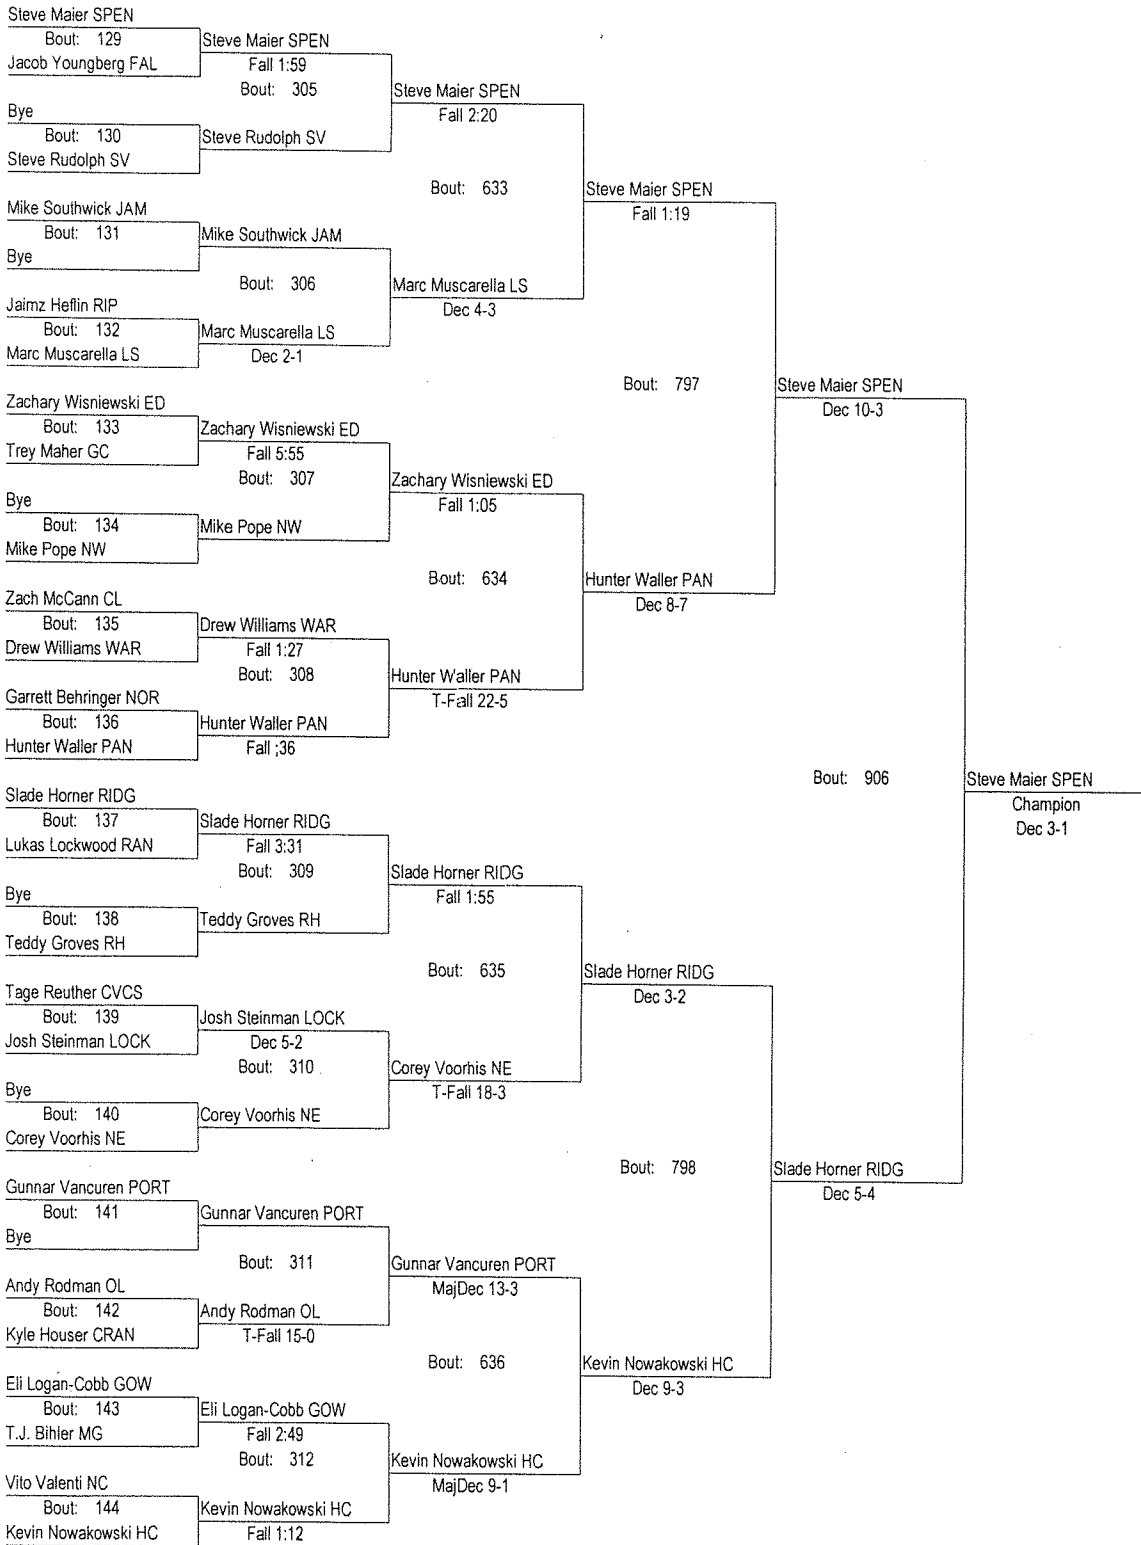 Steve Maier SPEN
Bout: 129
Jacob Youngberg FAL
Bye
Bout: 130
Steve Rudolph SV
Mike Southwick JAM
Bout: 131
Bye
Jaimz Heflin RIP
Bout: 132
Marc Muscarella LS
Zachary Wisniewski ED
Bout: 133
Trey Maher GC
Bye
Bout: 134
Mike Pope NW
Zach McCann CL
Bout: 135
Drew Williams WAR
Garrett Behringer NOR
Bout: 136
Hunter Waller PAN
Slade Horner RIDG
Bout: 137
Lukas Lockwood RAN
Bye
Bout: 138
Teddy Groves RH
Tage Reuther CVCS
Bout: 139
Josh Steinman LOCK
Bye
Bout: 140
Corey Voorhis NE
Gunnar Vancuren PORT
Bout: 141
Bye
Andy Rodman OL
Bout: 142
Kyle Houser CRAN
Eli Logan-Cobb GOW
Bout: 143
T.J. Bihler MG
Vito Valenti NC
Bout: 144
Kevin Nowakowski HC
Steve Maier SPEN
Fall 1:59
Bout: 305
Steve Rudolph SV
Mike Southwick JAM
Bout: 306
Marc Muscarella LS
Dec 2-1
Zachary Wisniewski ED
Fall 5:55
Bout: 307
Mike Pope NW
Drew Williams WAR
Fall 1:27
Bout: 308
Hunter Waller PAN
Fall ;36
Slade Horner RIDG
Fall 3:31
Bout: 309
Teddy Groves RH
Josh Steinman LOCK
Dec 5-2
Bout: 310
Corey Voorhis NE
Gunnar Vancuren PORT
Bout: 311
Andy Rodman OL
T-Fall 15-0
Eli Logan-Cobb GOW
Fall 2:49
Bout: 312
Kevin Nowakowski HC
Fall 1:12
Steve Maier SPEN
Fall 2:20
Bout: 633
Marc Muscarella LS
Dec 4-3
Zachary Wisniewski ED
Fall 1:05
Bout: 634
Hunter Waller PAN
T-Fall 22-5
Slade Horner RIDG
Fall 1:55
Bout: 635
Corey Voorhis NE
T-Fall 18-3
Gunnar Vancuren PORT
MajDec 13-3
Bout: 636
Kevin Nowakowski HC
MajDec 9-1
Steve Maier SPEN
Fall 1:19
Bout: 797
Hunter Waller PAN
Dec 8-7
Slade Horner RIDG
Dec 3-2
Bout: 798
Kevin Nowakowski HC
Dec 9-3
Steve Maier SPEN
Dec 10-3
Bout: 906
Slade Horner RIDG
Dec 5-4
Steve Maier SPEN
Champion
Dec 3-1